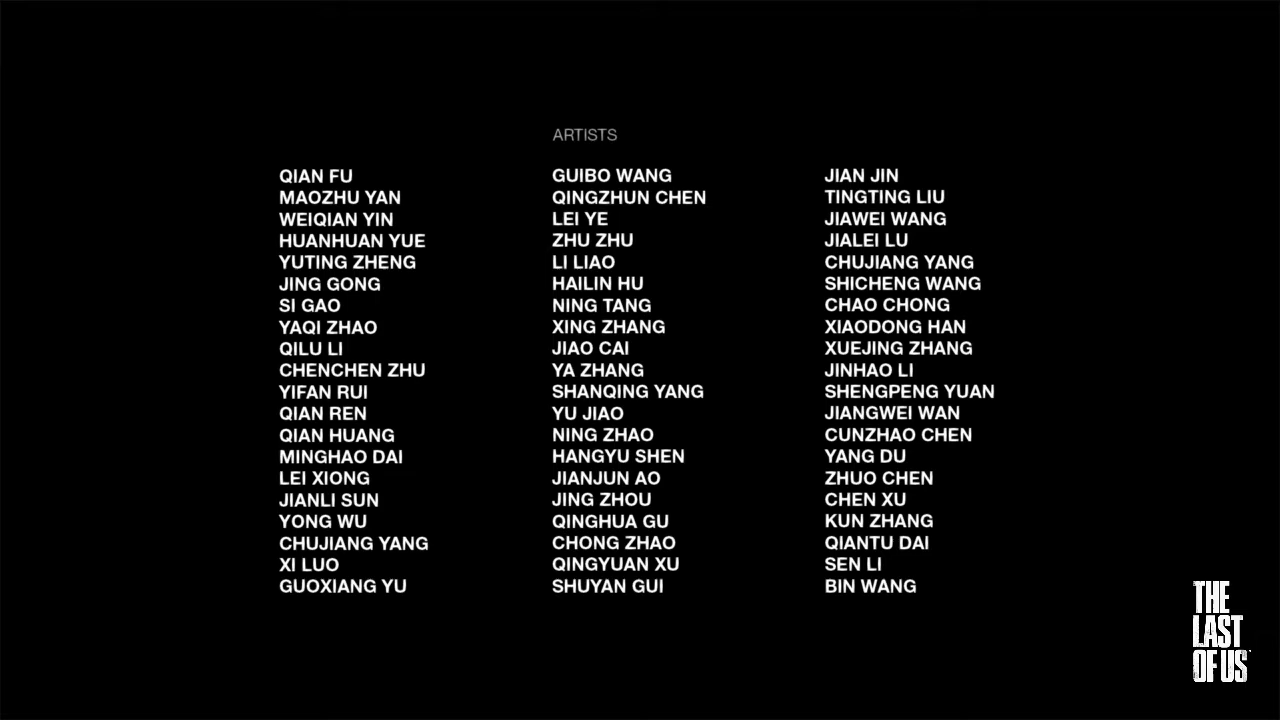 ARTISTS
QIAN FU
MAOZHU YAN
WEIQIAN YIN
HUANHUAN YUE
YUTING ZHENG
JING GONG
SI GAO
YAQI ZHAO
QILU LI
CHENCHEN ZHU
YIFAN RUI
QIAN REN
QIAN HUANG
MINGHAO DAI
LEI XIONG
JIANLI SUN
YONG WU
CHUJIANG YANG
XI LUO
GUOXIANG YU
GUIBO WANG
QINGZHUN CHEN
LEI YE
ZHU ZHU
LI LIAO
HAILIN HU
NING TANG
XING ZHANG
JIAO CAI
YA ZHANG
SHANQING YANG
YU JIAO
NING ZHAO
HANGYU SHEN
JIANJUN AO
JING ZHOU
QINGHUA GU
CHONG ZHAO
QINGYUAN XU
SHUYAN GUI
JIAN JIN
TINGTING LIU
JIAWEI WANG
JIALEI LU
CHUJIANG YANG
SHICHENG WANG
CHAO CHONG
XIAODONG HAN
XUEJING ZHANG
JINHAO LI
SHENGPENG YUAN
JIANGWEI WAN
CUNZHAO CHEN
YANG DU
ZHUO CHEN
CHEN XU
KUN ZHANG
QIANTU DAI
SEN LI
BIN WANG
THE
LAST
OF US